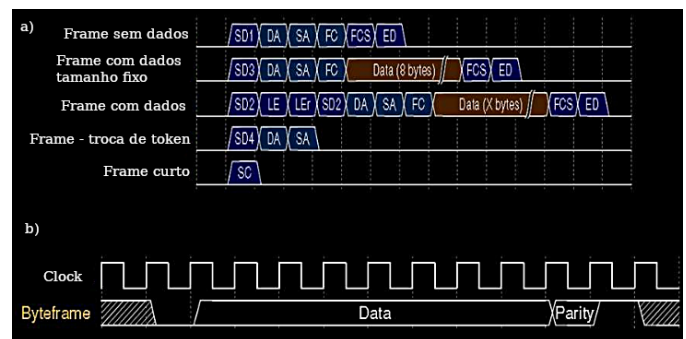 a)
Frame sem dados SD1 DA SA FC FCS ED
Frame com dados
tamanho fixo SD3 DA SA FC Data (8 bytes) FCS ED
Frame com dados SD2 LE LEr SD2 DA SA FC Data (X bytes) FCS ED
Frame - troca de token SD4 DA SA
Frame curto SC
b)
Clock
Byteframe Data Parity